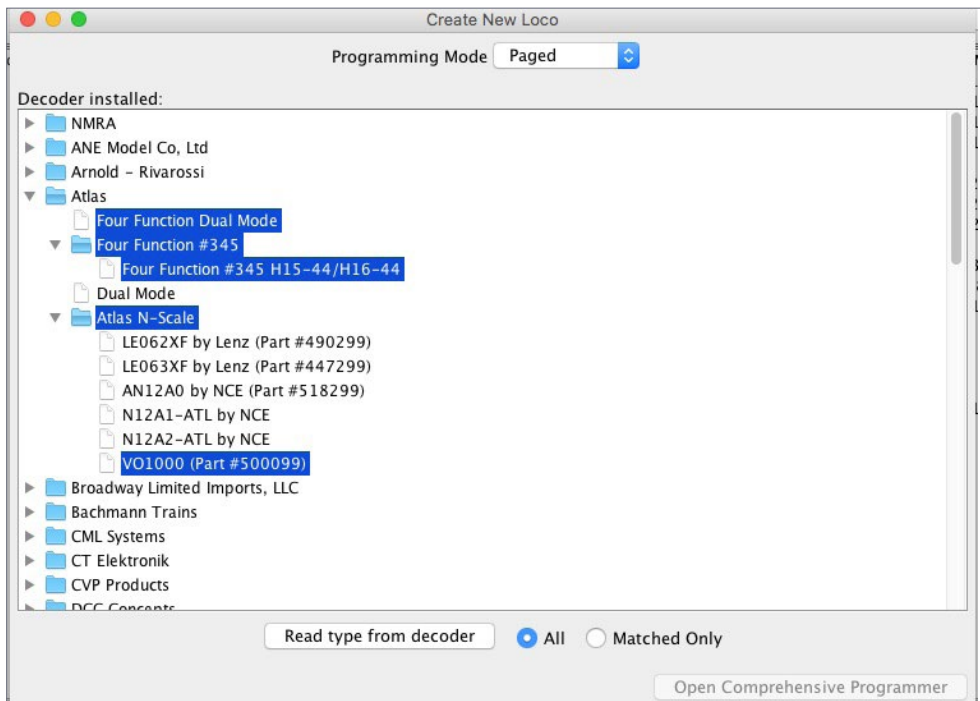 Create New Loco
Programming Mode Paged
Decoder installed:
NMRA
ANE Model Co, Ltd
Arnold - Rivarossi
Atlas
Four Function Dual Mode
Four Function #345
Four Function #345 H15-44/H16-44
Dual Mode
Atlas N-Scale
LE062XF by Lenz (Part #490299)
LE063XF by Lenz (Part #447299)
AN12A0 by NCE (Part #518299)
N12A1-ATL by NCE
N12A2-ATL by NCE
VO1000 (Part #500099)
Broadway Limited Imports, LLC
Bachmann Trains
CML Systems
CT Elektronik
CVP Products
DCC Concepts
Read type from decoder All Matched Only
Open Comprehensive Programmer